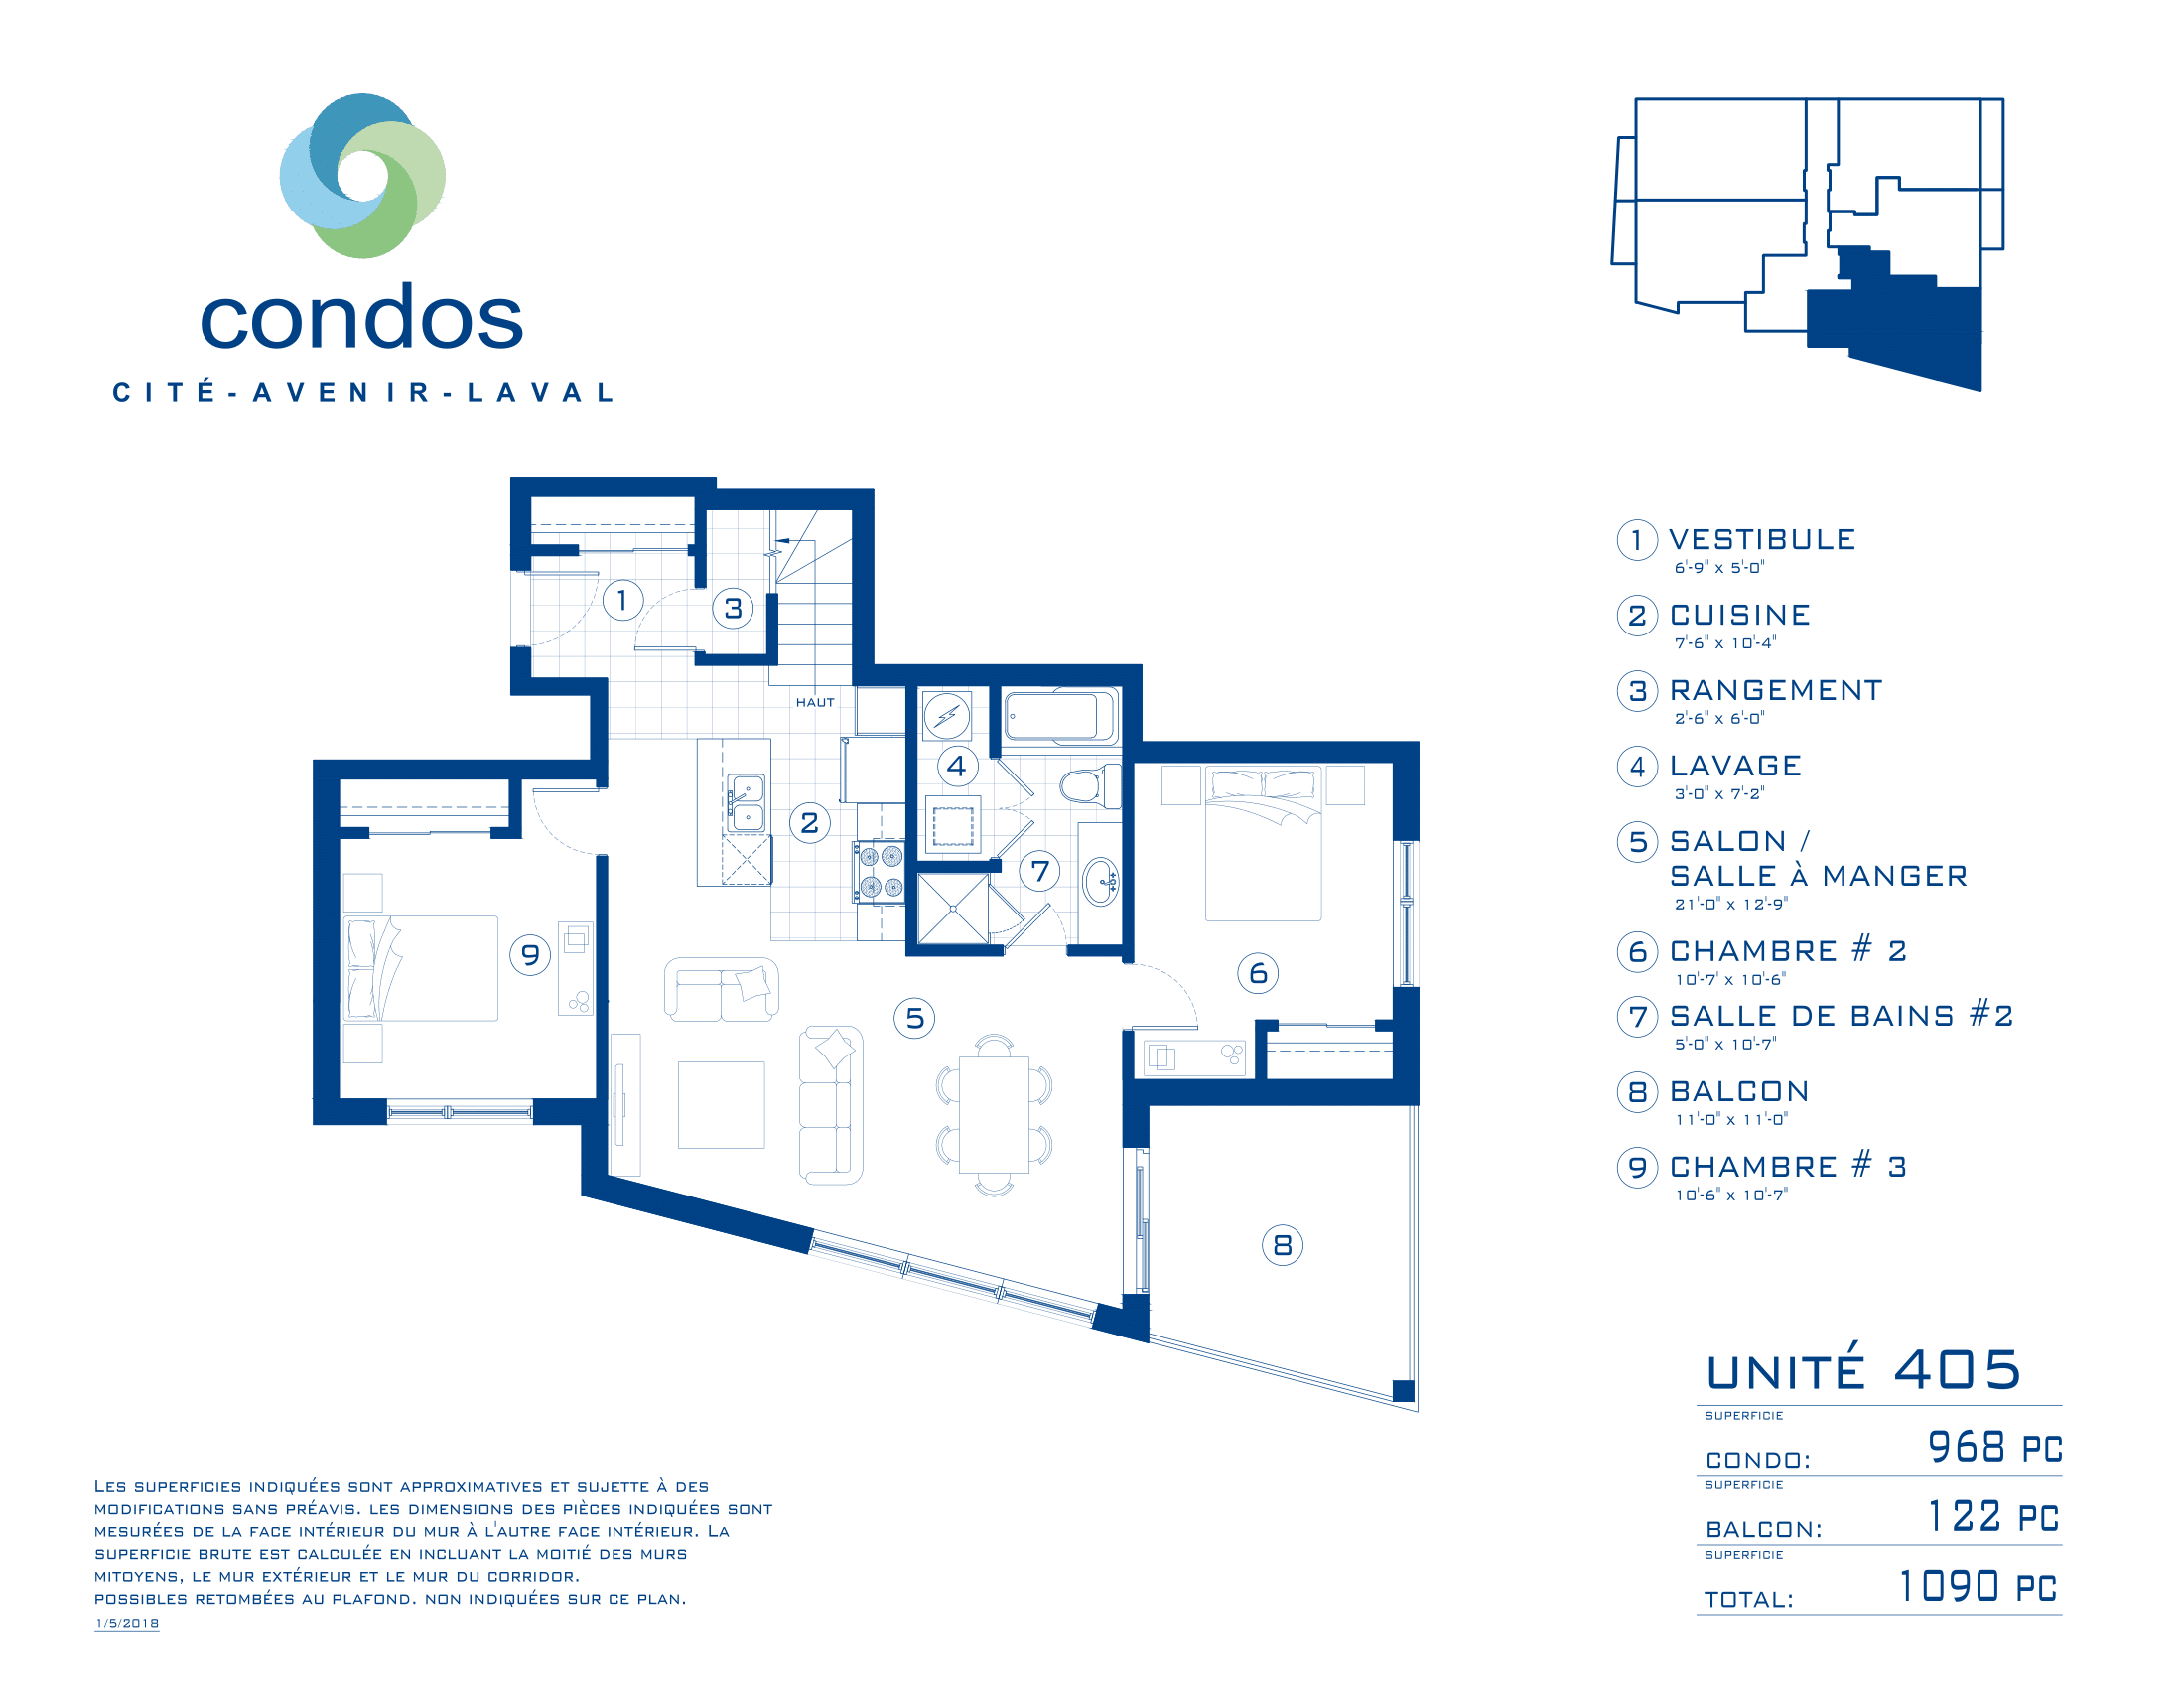 condos
CITÉ-AVENIR-LAVAL
1
3
HAUT
4
2
7
9
6
5
8
1 VESTIBULE
6'-9" x 5'-0"
2 CUISINE
7'-6" x 10'-4"
3 RANGEMENT
2'-6" x 6'-0"
4 LAVAGE
3'-0" x 7'-2"
5 SALON /
SALLE À MANGER
21'-0" x 12'-9"
6 CHAMBRE # 2
10'-7' x 10'-6"
7 SALLE DE BAINS #2
5'-0" x 10'-7"
8 BALCON
11'-0" x 11'-0"
9 CHAMBRE # 3
10'-6" x 10'-7"
UNITÉ 405
SUPERFICIE
CONDO: 968 PC
SUPERFICIE
BALCON: 122 PC
SUPERFICIE
TOTAL: 1090 PC
LES SUPERFICIES INDIQUÉES SONT APPROXIMATIVES ET SUJETTE À DES
MODIFICATIONS SANS PRÉAVIS. LES DIMENSIONS DES PIÈCES INDIQUÉES SONT
MESURÉES DE LA FACE INTÉRIEUR DU MUR À L'AUTRE FACE INTÉRIEUR. LA
SUPERFICIE BRUTE EST CALCULÉE EN INCLUANT LA MOITIÉ DES MURS
MITOYENS, LE MUR EXTÉRIEUR ET LE MUR DU CORRIDOR.
POSSIBLES RETOMBÉES AU PLAFOND. NON INDIQUÉES SUR CE PLAN.
1/5/2018